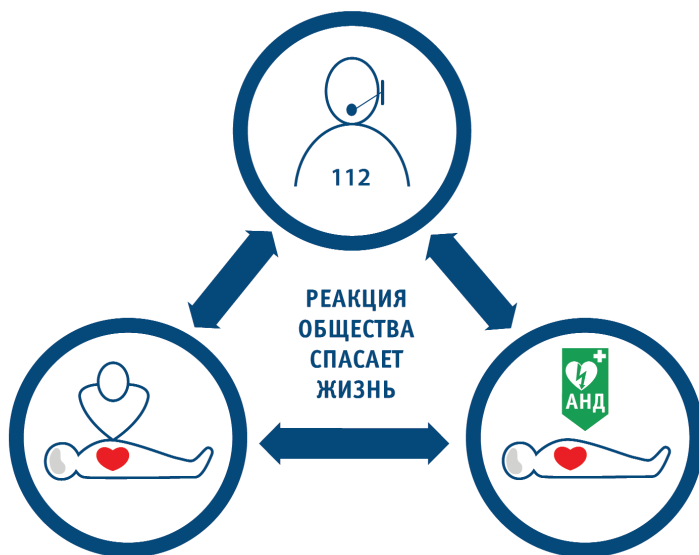 112
РЕАКЦИЯ
ОБЩЕСТВА
СПАСАЕТ
ЖИЗНЬ
АНД